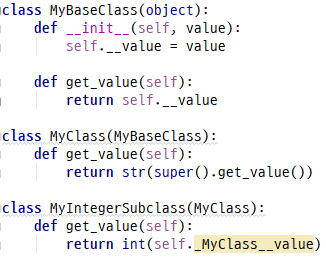 class MyBaseClass(object):
    def __init__(self, value):
        self.__value = value

    def get_value(self):
        return self.__value

class MyClass(MyBaseClass):
    def get_value(self):
        return str(super().get_value())

class MyIntegerSubclass(MyClass):
    def get_value(self):
        return int(self._MyClass__value)